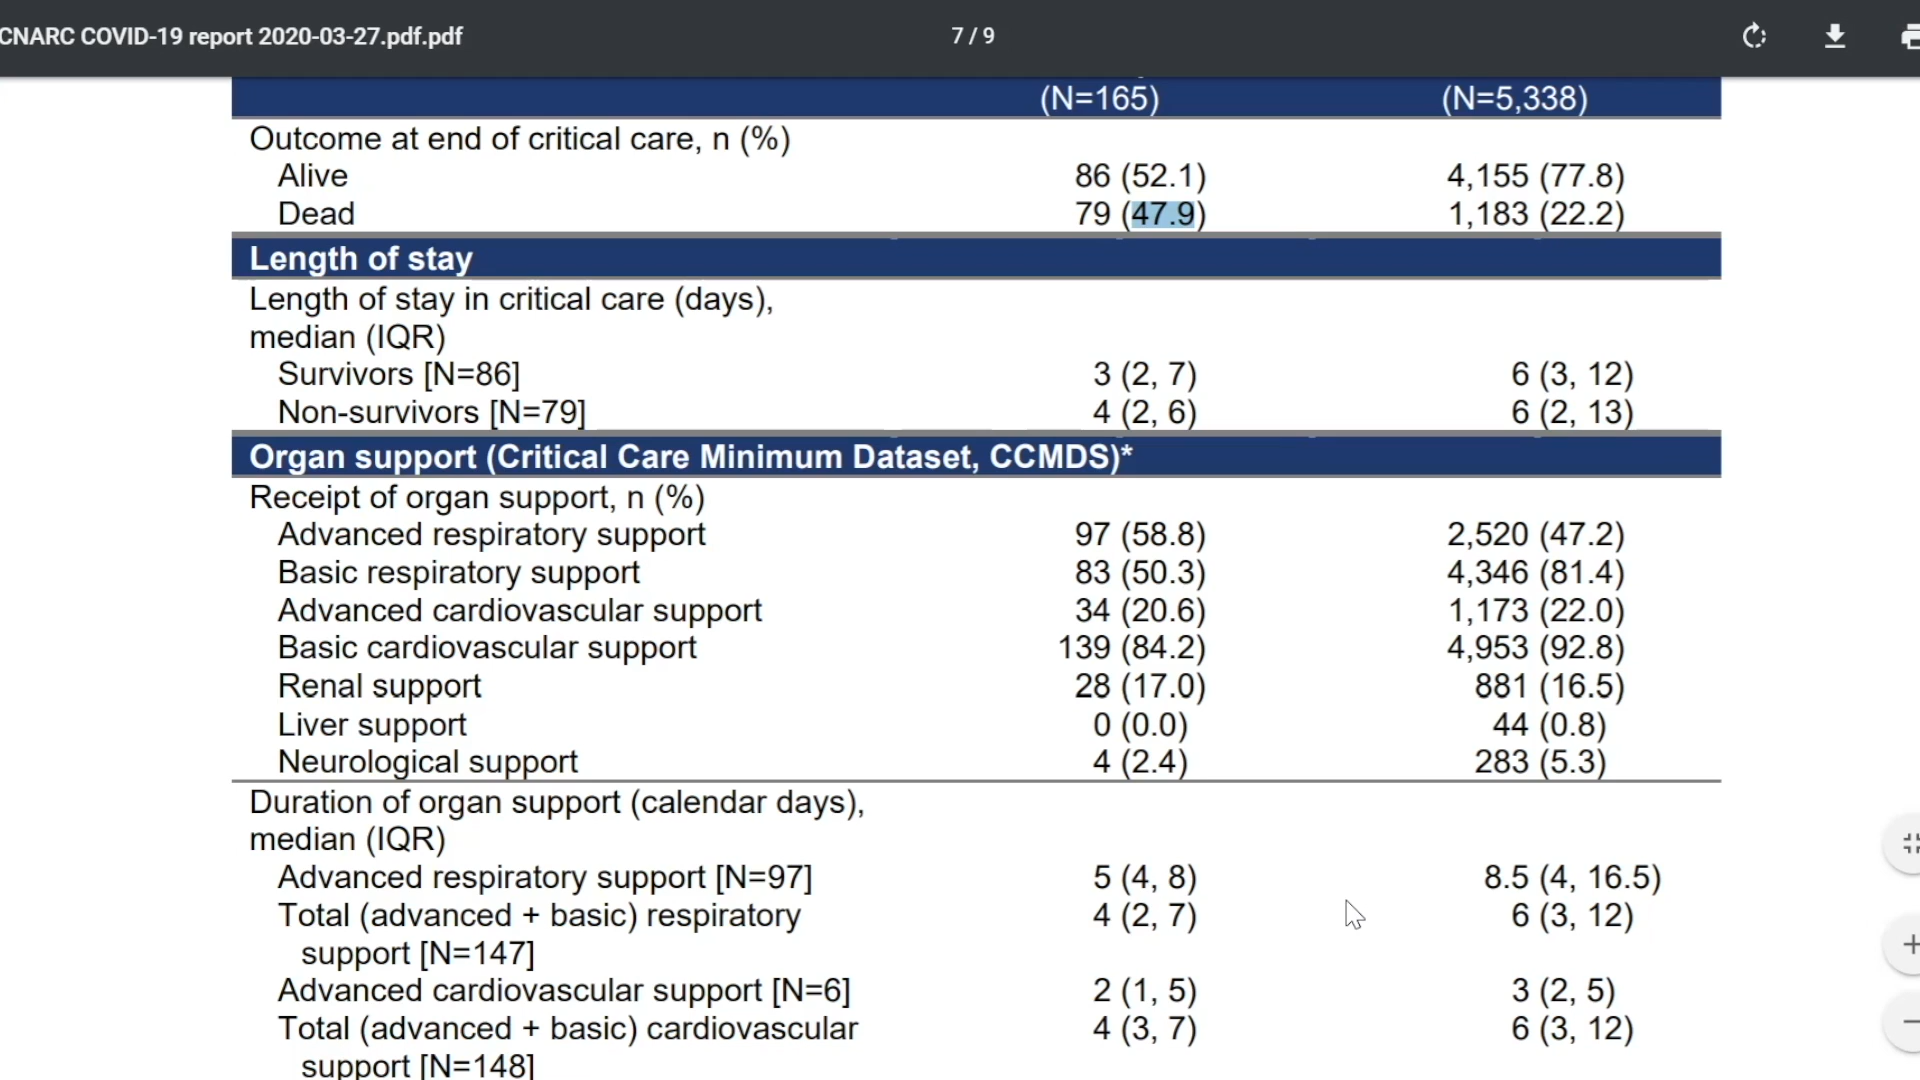 CNARC COVID-19 report 2020-03-27.pdf.pdf 7 / 9
(N=165) (N=5,338)
Outcome at end of critical care, n (%)
Alive 86 (52.1) 4,155 (77.8)
Dead 79 (47.9) 1,183 (22.2)
Length of stay
Length of stay in critical care (days),
median (IQR)
Survivors [N=86] 3 (2, 7) 6 (3, 12)
Non-survivors [N=79] 4 (2, 6) 6 (2, 13)
Organ support (Critical Care Minimum Dataset, CCMDS)*
Receipt of organ support, n (%)
Advanced respiratory support 97 (58.8) 2,520 (47.2)
Basic respiratory support 83 (50.3) 4,346 (81.4)
Advanced cardiovascular support 34 (20.6) 1,173 (22.0)
Basic cardiovascular support 139 (84.2) 4,953 (92.8)
Renal support 28 (17.0) 881 (16.5)
Liver support 0 (0.0) 44 (0.8)
Neurological support 4 (2.4) 283 (5.3)
Duration of organ support (calendar days),
median (IQR)
Advanced respiratory support [N=97] 5 (4, 8) 8.5 (4, 16.5)
Total (advanced + basic) respiratory 4 (2, 7) 6 (3, 12)
support [N=147]
Advanced cardiovascular support [N=6] 2 (1, 5) 3 (2, 5)
Total (advanced + basic) cardiovascular 4 (3, 7) 6 (3, 12)
support [N=148]